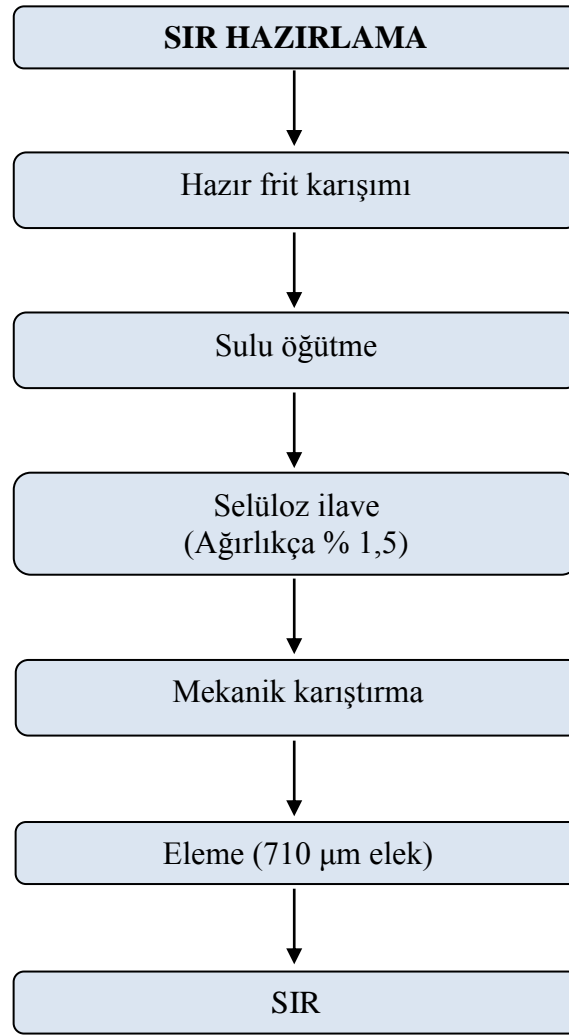 SIR HAZIRLAMA
Hazır frit karışımı
Sulu öğütme
Selüloz ilave
(Ağırlıkça % 1,5)
Mekanik karıştırma
Eleme (710 μm elek)
SIR